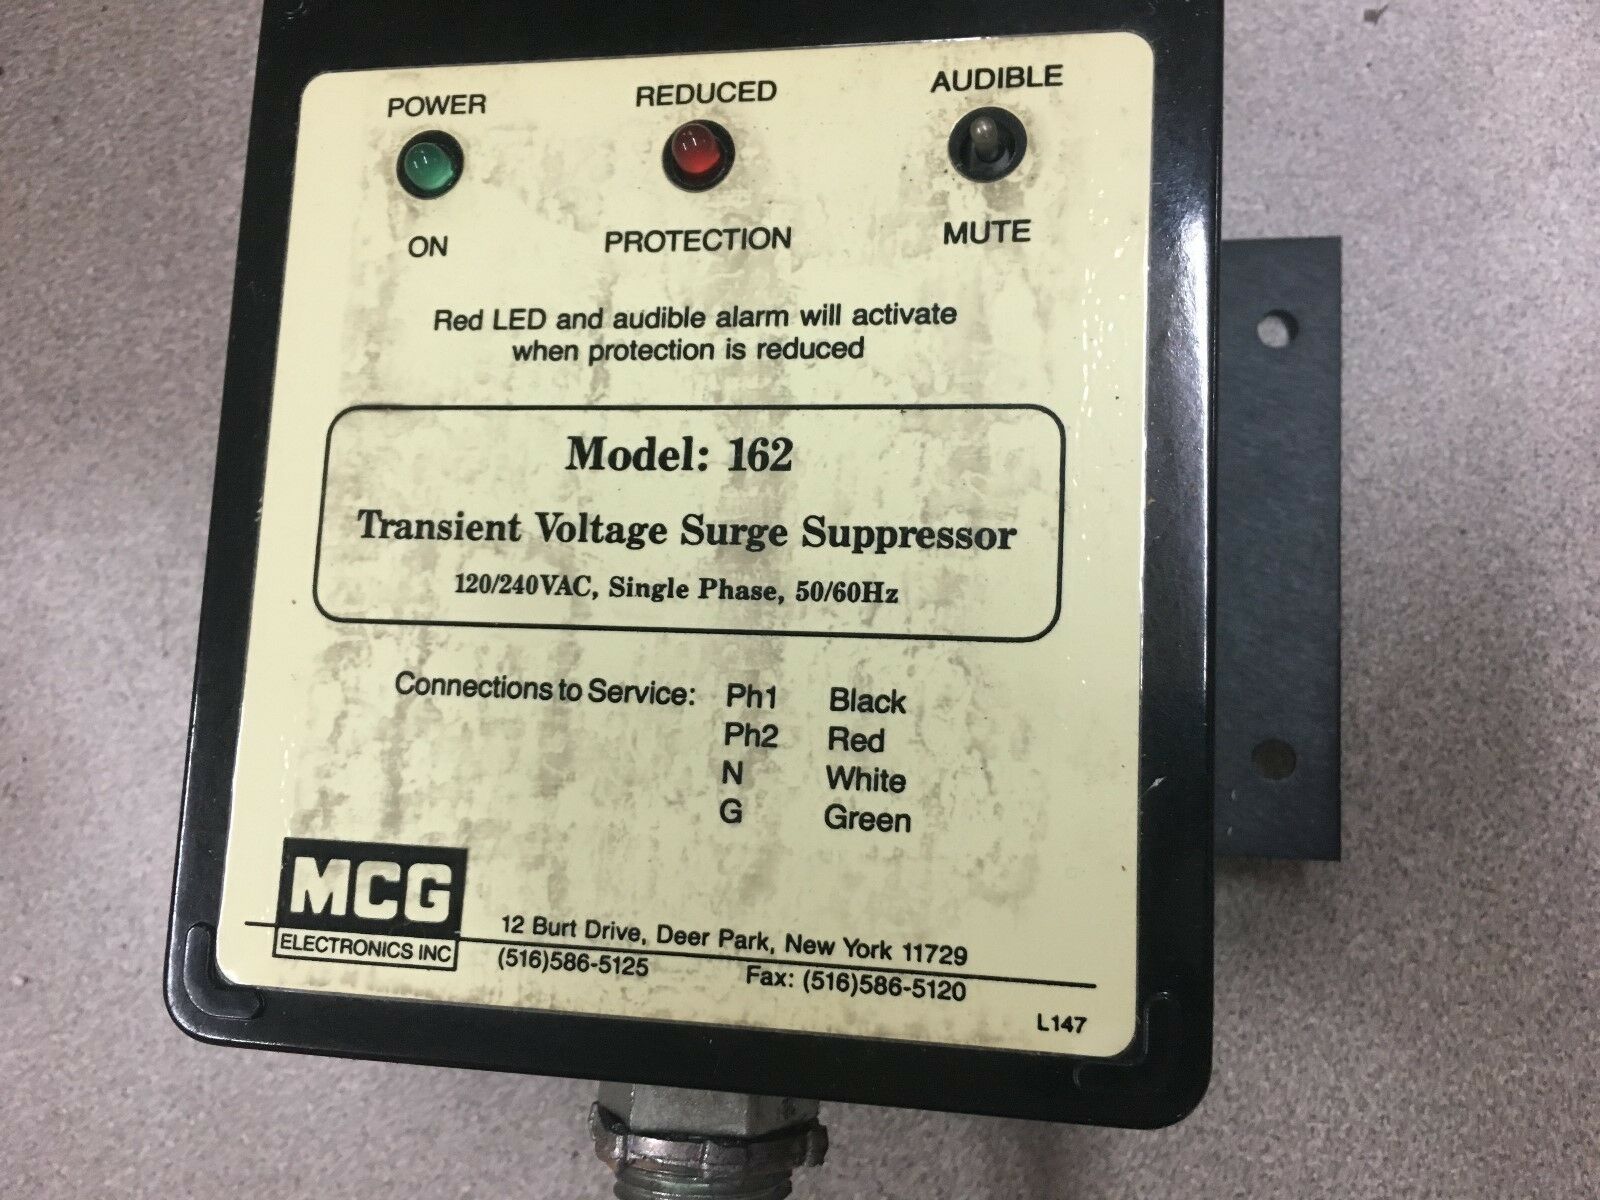 POWER REDUCED AUDIBLE
ON PROTECTION MUTE
Red LED and audible alarm will activate
when protection is reduced
Model: 162
Transient Voltage Surge Suppressor
120/240VAC, Single Phase, 50/60Hz
Connections to Service: Ph1 Black
Ph2 Red
N White
G Green
MCG
ELECTRONICS INC
12 Burt Drive, Deer Park, New York 11729
(516)586-5125 Fax: (516)586-5120
L147